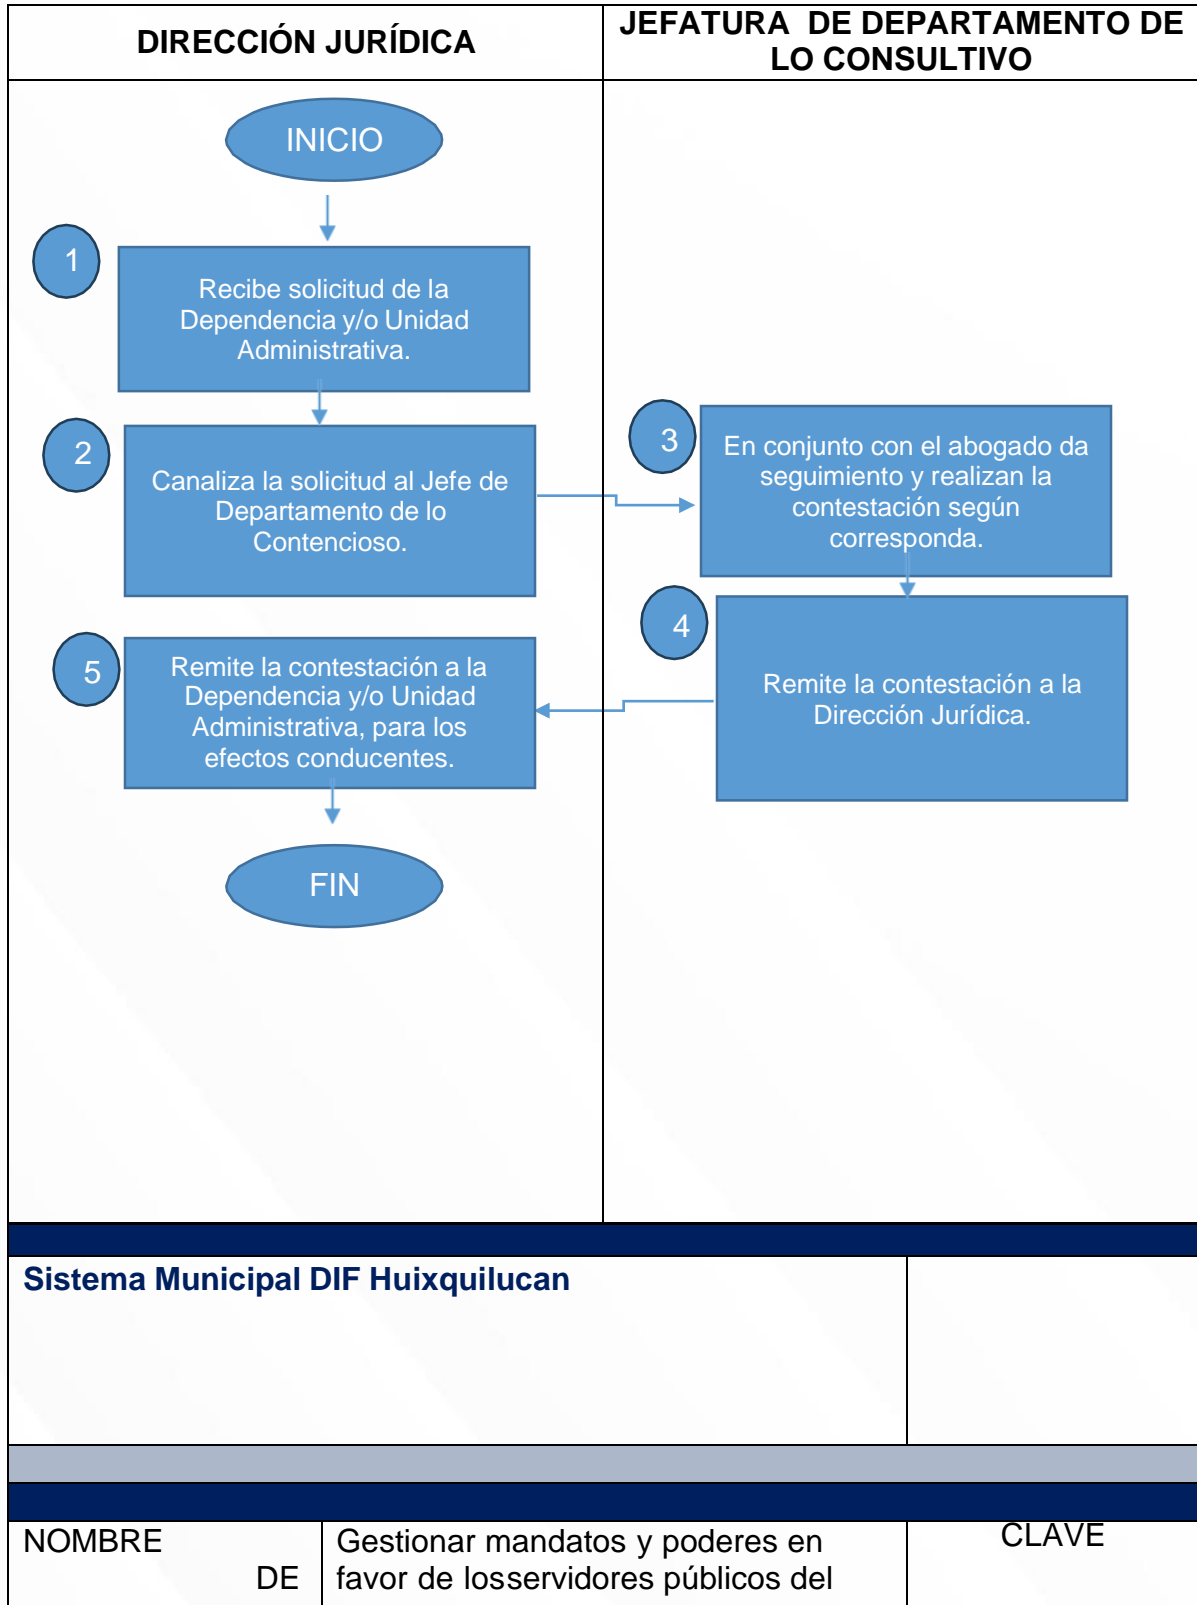 DIRECCIÓN JURÍDICA
JEFATURA DE DEPARTAMENTO DE
LO CONSULTIVO
INICIO
1
Recibe solicitud de la
Dependencia y/o Unidad
Administrativa.
2
Canaliza la solicitud al Jefe de
Departamento de lo
Contencioso.
3
En conjunto con el abogado da
seguimiento y realizan la
contestación según
corresponda.
4
Remite la contestación a la
Dirección Jurídica.
5
Remite la contestación a la
Dependencia y/o Unidad
Administrativa, para los
efectos conducentes.
FIN
Sistema Municipal DIF Huixquilucan
NOMBRE
DE
Gestionar mandatos y poderes en
favor de losservidores públicos del
CLAVE